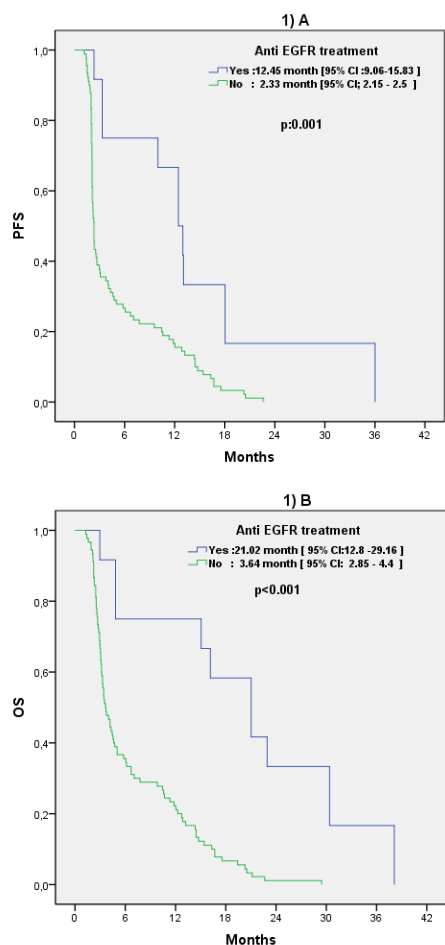 1) A
Anti EGFR treatment
Yes :12.45 month [95% CI :9.06-15.83]
No : 2.33 month [95% CI; 2.15 - 2.5 ]
p:0.001
1,0
0,8
0,6
0,4
0,2
0,0
PFS
0 6 12 18 24 30 36 42
Months
1) B
Anti EGFR treatment
Yes :21.02 month [ 95% CI:12.8 -29.16 ]
No : 3.64 month [ 95% CI: 2.85 - 4.4 ]
p<0.001
1,0
0,8
0,6
0,4
0,2
0,0
OS
0 6 12 18 24 30 36 42
Months